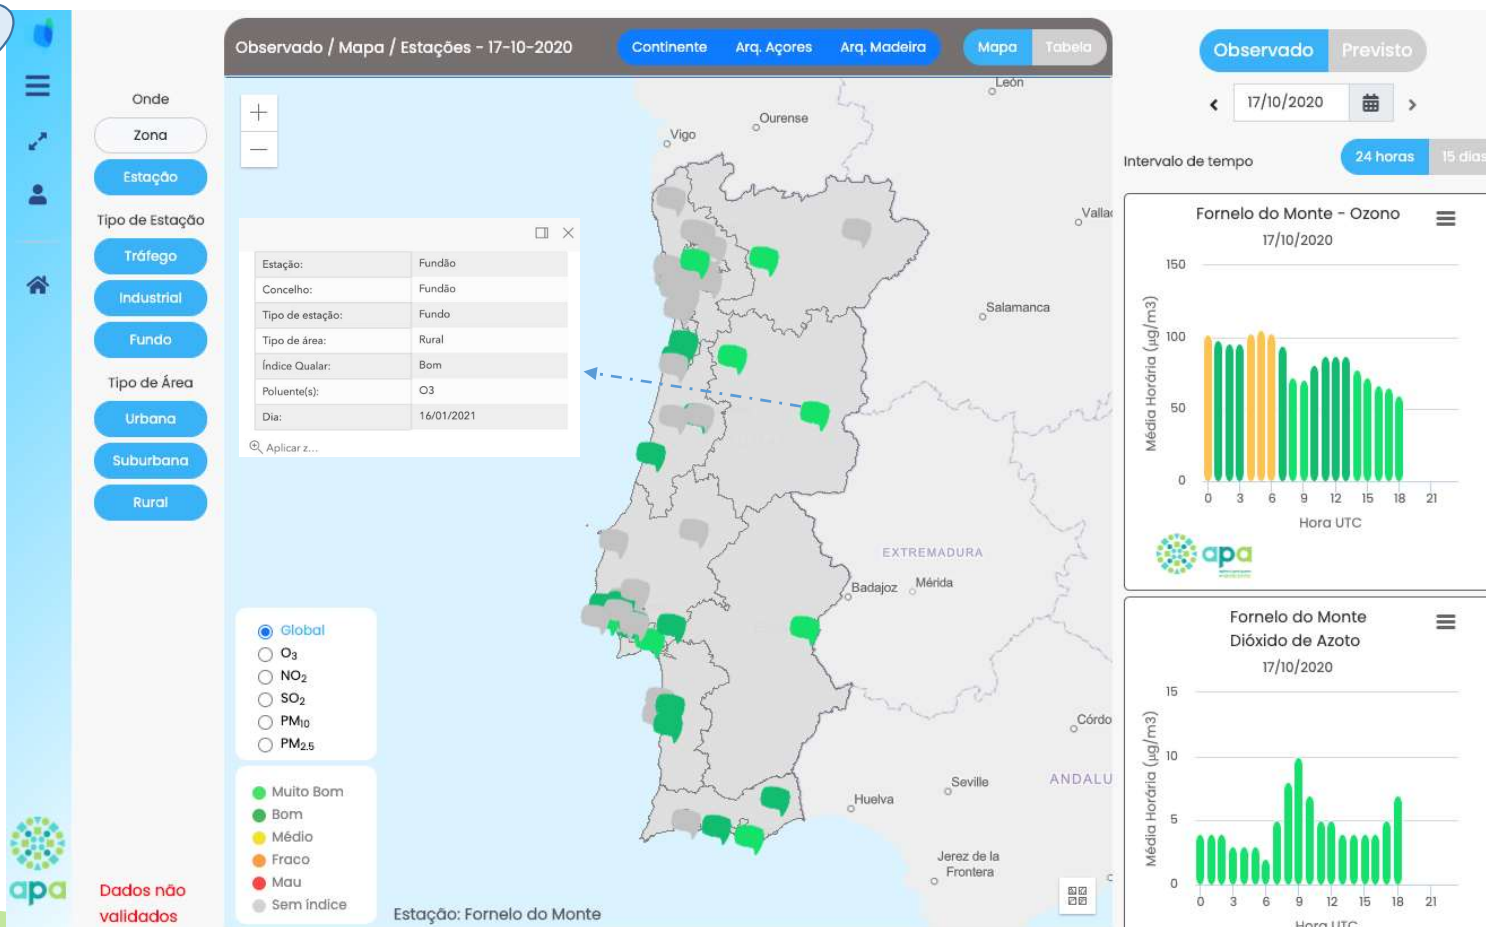 Observado / Mapa / Estações - 17-10-2020
Continente
Arq. Açores
Arq. Madeira
Mapa
Tabela
Onde
Zona
Estação
Tipo de Estação
Tráfego
Industrial
Fundo
Tipo de Área
Urbana
Suburbana
Rural
Dados não
validados
apa
Estação: Fundão
Concelho: Fundão
Tipo de estação: Fundo
Tipo de área: Rural
Índice Qualar: Bom
Poluente(s): O3
Dia: 16/01/2021
Aplicar z...
León
Ourense
Vigo
Vallad
Salamanca
EXTREMADURA
Badajoz
Mérida
Córdo
Seville
ANDALU
Huelva
Jerez de la
Frontera
Global
O3
NO2
SO2
PM10
PM2.5
Muito Bom
Bom
Médio
Fraco
Mau
Sem índice
Estação: Fornelo do Monte
Observado
Previsto
17/10/2020
Intervalo de tempo
24 horas
15 dias
Fornelo do Monte - Ozono
17/10/2020
150
100
50
0
Média Horária (µg/m3)
0 3 6 9 12 15 18 21
Hora UTC
apa
Fornelo do Monte
Dióxido de Azoto
17/10/2020
15
10
5
0
Média Horária (µg/m3)
0 3 6 9 12 15 18 21
Hora UTC